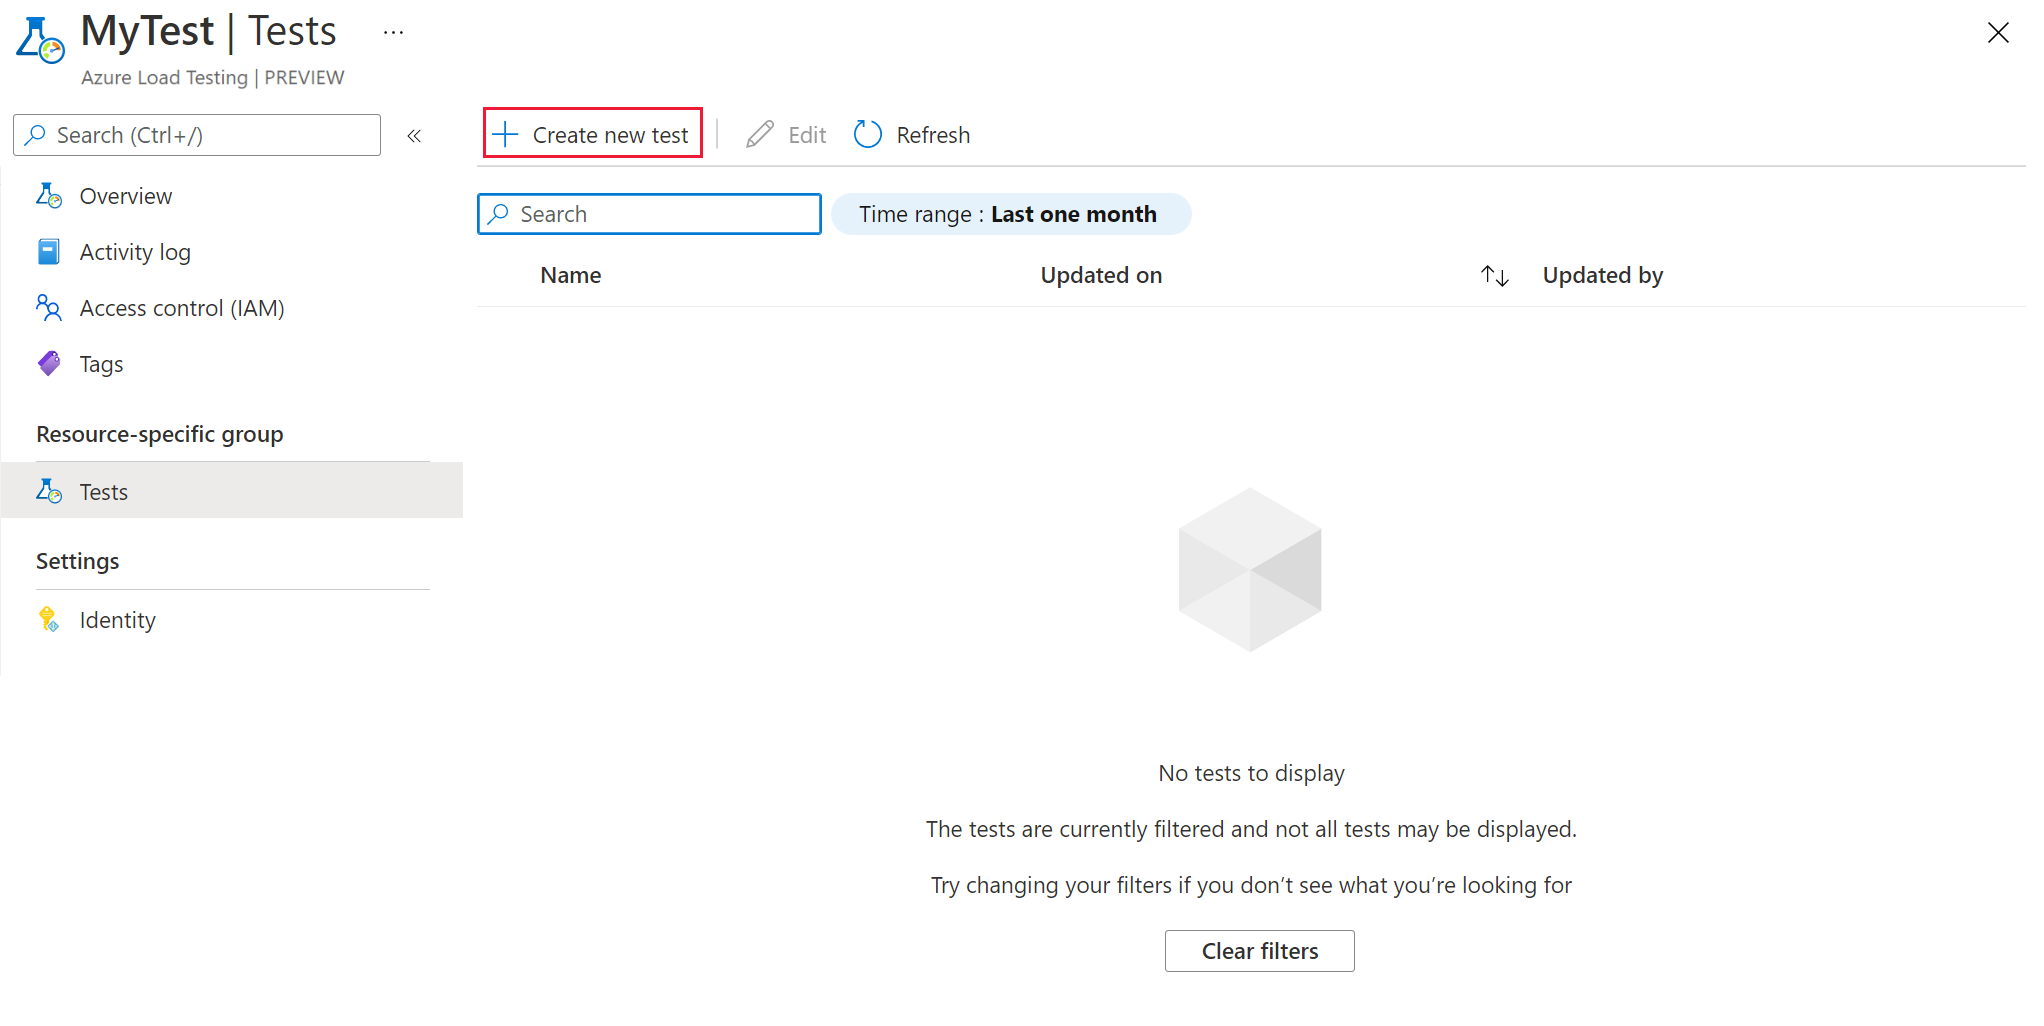 MyTest | Tests ...
Azure Load Testing | PREVIEW
Search (Ctrl+/)
Overview
Activity log
Access control (IAM)
Tags
Resource-specific group
Tests
Settings
Identity
Create new test
Edit
Refresh
Search
Time range : Last one month
Name
Updated on
Updated by
No tests to display
The tests are currently filtered and not all tests may be displayed.
Try changing your filters if you don’t see what you’re looking for
Clear filters